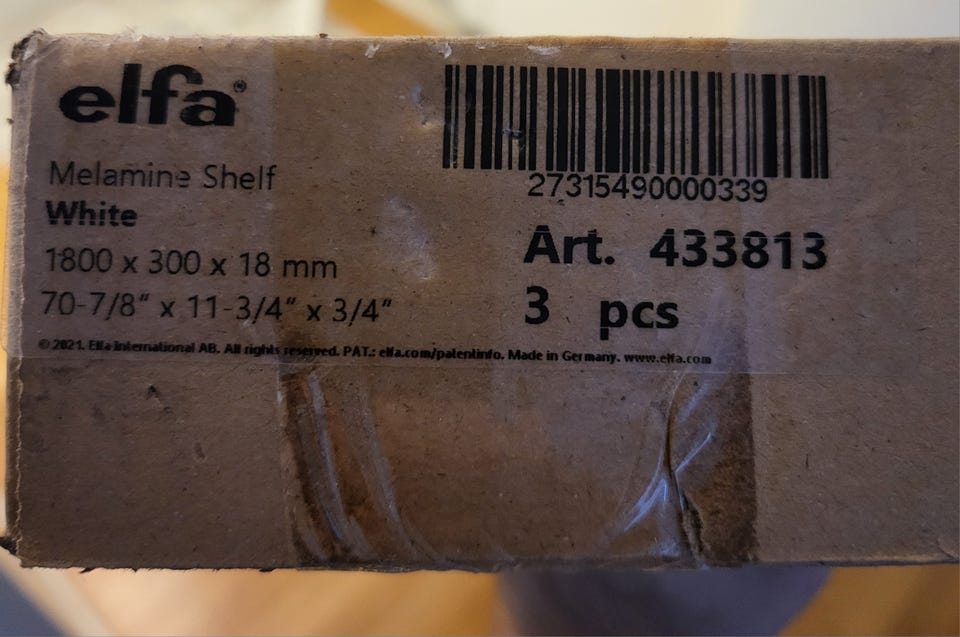 elfa®
Melamine Shelf
White
1800 x 300 x 18 mm
70-7/8" x 11-3/4" x 3/4"
27315490000339
Art. 433813
3 pcs
© 2021. Elfa International AB. All rights reserved. PAT.: elfa.com/patentinfo. Made in Germany. www.elfa.com